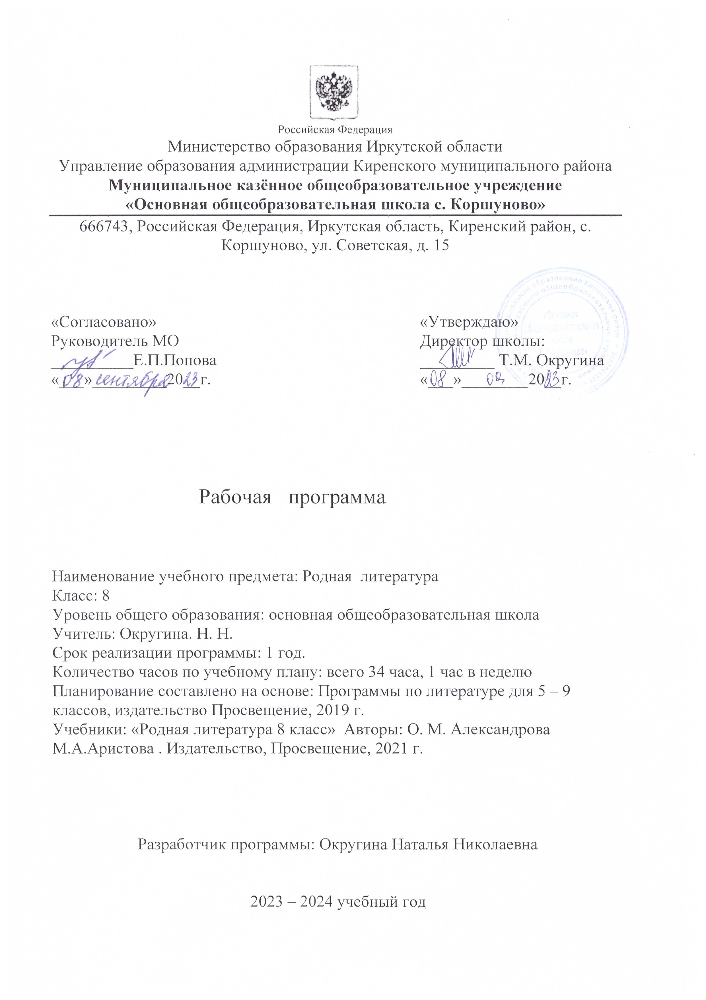 Российская Федерация
Министерство образования Иркутской области
Управление образования администрации Киренского муниципального района
Муниципальное казённое общеобразовательное учреждение
«Основная общеобразовательная школа с. Коршуново»
666743, Российская Федерация, Иркутская область, Киренский район, с.
Коршуново, ул. Советская, д. 15
«Согласовано»
Руководитель МО
__________Е.П.Попова
«08» сентября 2023 г.
«Утверждаю»
Директор школы:
_________ Т.М. Округина
«08» 09 2023 г.
образование Киренский район
общеобразовательное
«Основная
общеобразовательная
школа
Рабочая программа
Наименование учебного предмета: Родная литература
Класс: 8
Уровень общего образования: основная общеобразовательная школа
Учитель: Округина. Н. Н.
Срок реализации программы: 1 год.
Количество часов по учебному плану: всего 34 часа, 1 час в неделю
Планирование составлено на основе: Программы по литературе для 5 – 9
классов, издательство Просвещение, 2019 г.
Учебники: «Родная литература 8 класс» Авторы: О. М. Александрова
М.А.Аристова . Издательство, Просвещение, 2021 г.
Разработчик программы: Округина Наталья Николаевна
2023 – 2024 учебный год